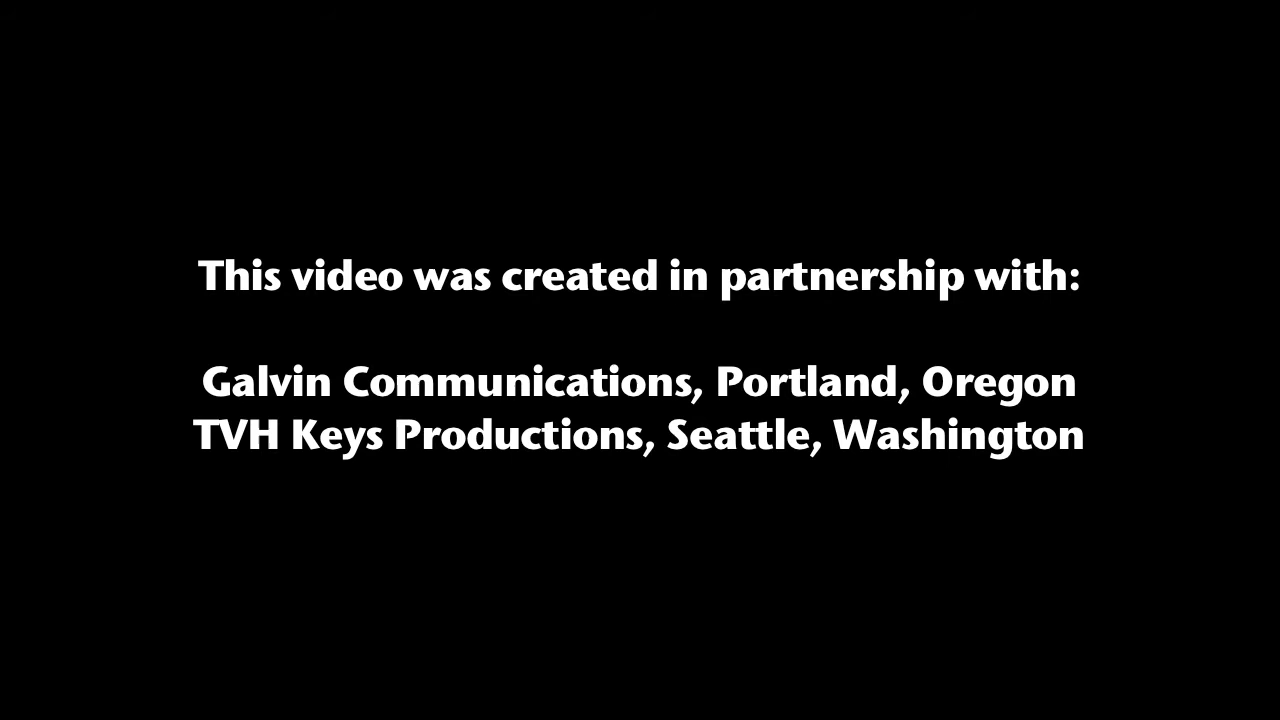 This video was created in partnership with:
Galvin Communications, Portland, Oregon
TVH Keys Productions, Seattle, Washington